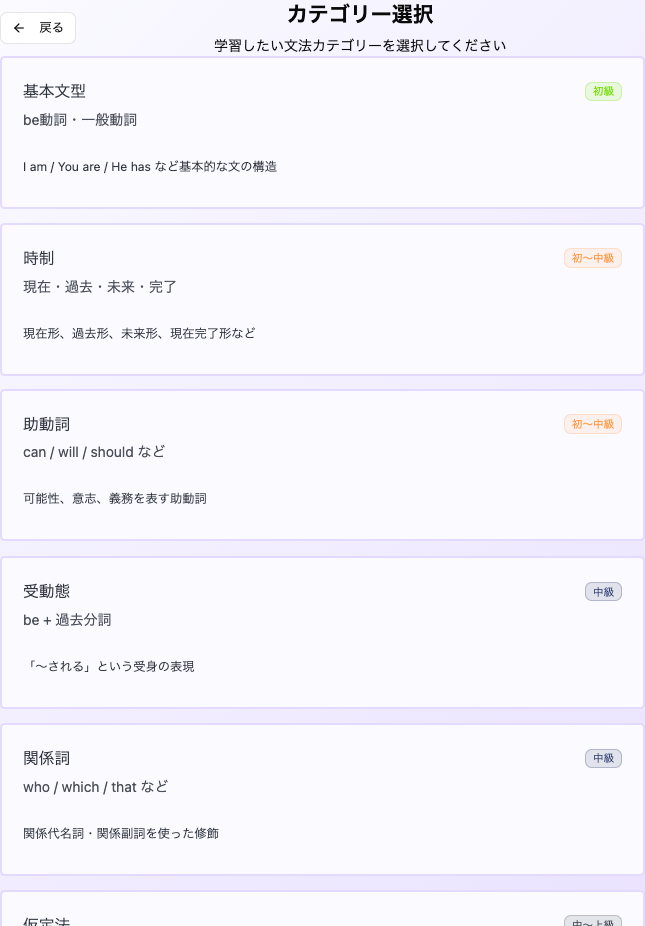 カテゴリー選択
← 戻る
学習したい文法カテゴリーを選択してください
基本文型 初級
be動詞・一般動詞
I am / You are / He has など基本的な文の構造
時制 初〜中級
現在・過去・未来・完了
現在形、過去形、未来形、現在完了形など
助動詞 初〜中級
can / will / should など
可能性、意志、義務を表す助動詞
受動態 中級
be + 過去分詞
「〜される」という受身の表現
関係詞 中級
who / which / that など
関係代名詞・関係副詞を使った修飾
仮定法 中〜上級